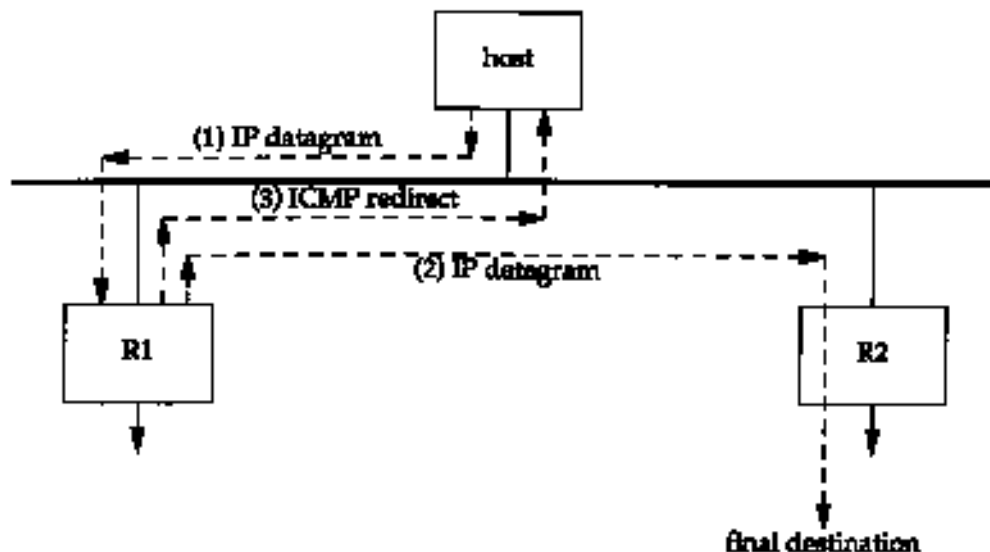 host
(1) IP datagram
(3) ICMP redirect
(2) IP datagram
R1
R2
final destination